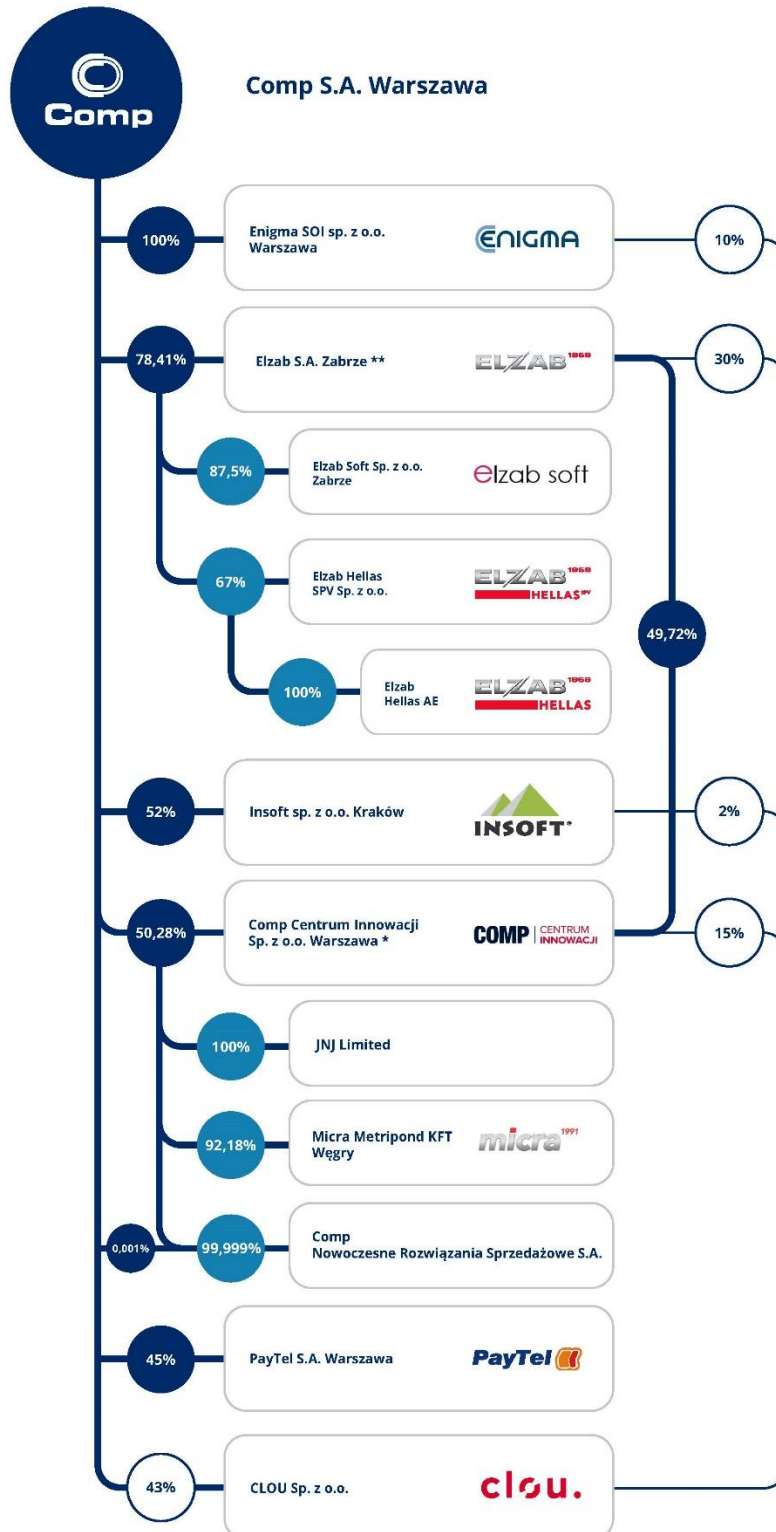 Comp
Comp S.A. Warszawa
100%
Enigma SOI sp. z o.o.
Warszawa
ENIGMA
10%
78,41%
Elzab S.A. Zabrze **
ELZAB 1968
30%
87,5%
Elzab Soft Sp. z o.o.
Zabrze
elzab soft
67%
Elzab Hellas
SPV Sp. z o.o.
ELZAB 1968
HELLAS SPV
49,72%
100%
Elzab
Hellas AE
ELZAB 1968
HELLAS
52%
Insoft sp. z o.o. Kraków
INSOFT®
2%
50,28%
Comp Centrum Innowacji
Sp. z o.o. Warszawa *
COMP CENTRUM
INNOWACJI
15%
100%
JNJ Limited
92,18%
Micra Metripond KFT
Węgry
micra 1991
0,001%
99,999%
Comp
Nowoczesne Rozwiązania Sprzedażowe S.A.
45%
PayTel S.A. Warszawa
PayTel
43%
CLOU Sp. z o.o.
clou.